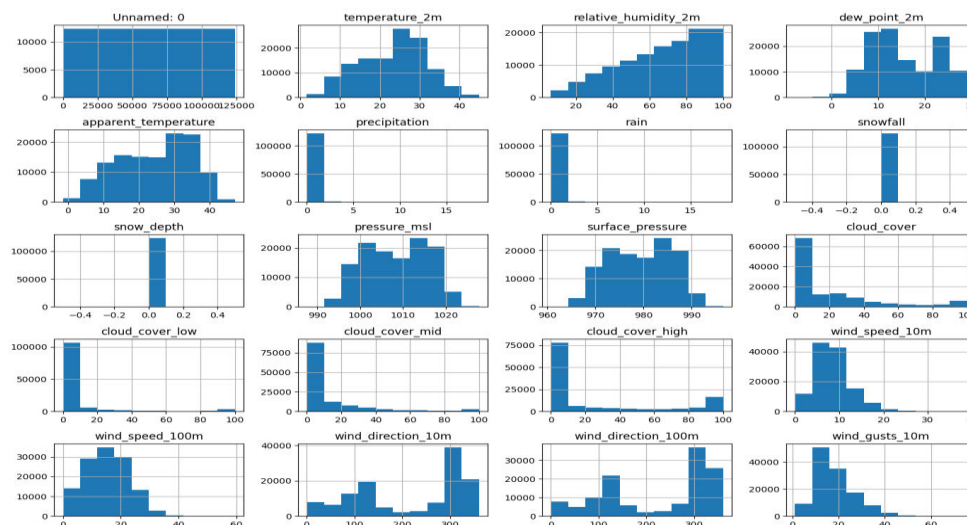 Unnamed: 0 temperature_2m relative_humidity_2m dew_point_2m
10000 5000 0
20000 10000 0
20000 10000 0
20000 10000 0
0 25000 50000 75000 100000 125000 0 10 20 30 40 20 40 60 80 100 0 10 20 30
apparent_temperature precipitation rain snowfall
20000 10000 0
100000 50000 0
100000 50000 0
100000 50000 0
0 10 20 30 40 0 5 10 15 0 5 10 15 −0.4 −0.2 0.0 0.2 0.4
snow_depth pressure_msl surface_pressure cloud_cover
100000 50000 0
20000 10000 0
20000 10000 0
60000 40000 20000 0
−0.4 −0.2 0.0 0.2 0.4 990 1000 1010 1020 960 970 980 990 0 20 40 60 80 100
cloud_cover_low cloud_cover_mid cloud_cover_high wind_speed_10m
100000 50000 0
75000 50000 25000 0
75000 50000 25000 0
40000 20000 0
0 20 40 60 80 100 0 20 40 60 80 100 0 20 40 60 80 100 0 10 20 30
wind_speed_100m wind_direction_10m wind_direction_100m wind_gusts_10m
30000 20000 10000 0
40000 20000 0
30000 20000 10000 0
40000 20000 0
0 20 40 60 0 100 200 300 0 100 200 300 0 20 40 60